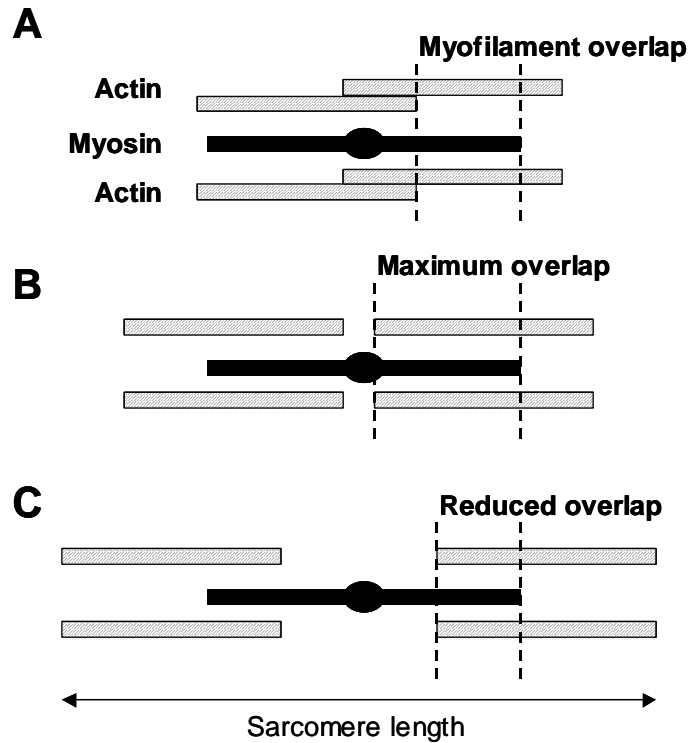 A
Myofilament overlap
Actin
Myosin
Actin
B
Maximum overlap
C
Reduced overlap
Sarcomere length